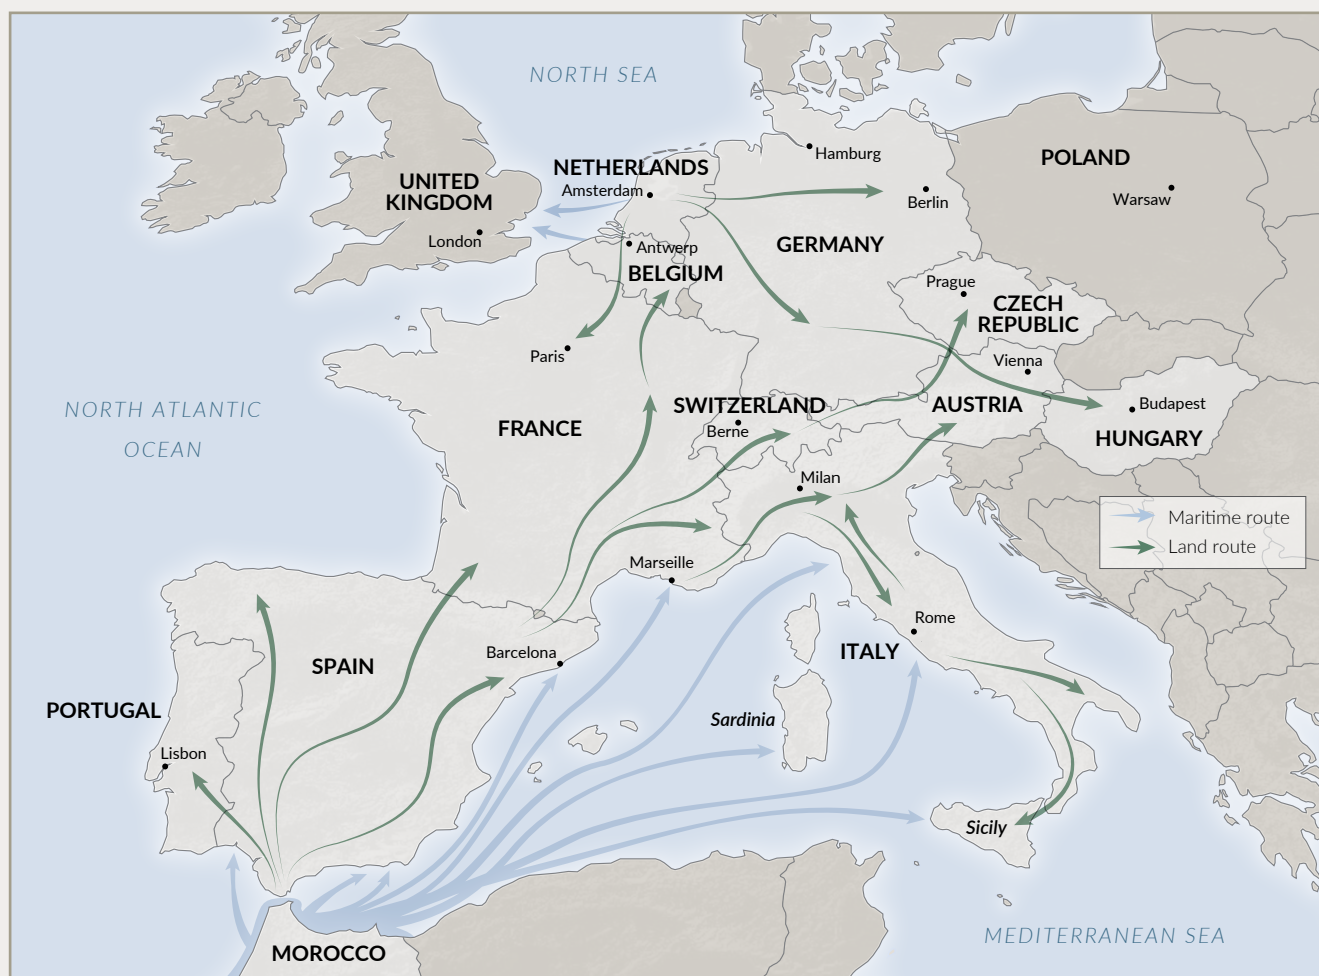 NORTH SEA
Hamburg
POLAND
NETHERLANDS
UNITED
KINGDOM
Amsterdam
Warsaw
Berlin
London
Antwerp
GERMANY
BELGIUM
Prague
CZECH
REPUBLIC
Paris
Vienna
NORTH ATLANTIC
OCEAN
SWITZERLAND
AUSTRIA
Budapest
FRANCE
Berne
HUNGARY
Milan
Maritime route
Land route
Marseille
Rome
Barcelona
ITALY
SPAIN
PORTUGAL
Sardinia
Lisbon
Sicily
MEDITERRANEAN SEA
MOROCCO